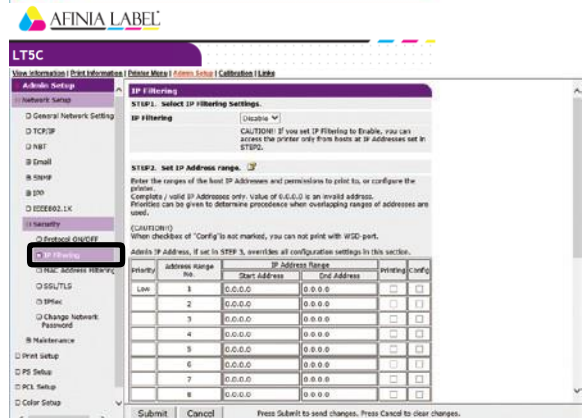 AFINIA LABEL
LT5C
View Information | Print Information | Printer Menu | Admin Setup | Calibration | Links
Admin Setup
Network Setup
General Network Setting
TCP/IP
NBT
Email
SNMP
IPP
IEEE802.1X
Security
Protocol ON/OFF
IP Filtering
MAC Address Filtering
SSL/TLS
IPSec
Change Network
Password
Maintenance
Print Setup
PS Setup
PCL Setup
Color Setup
IP Filtering
STEP1. Select IP Filtering Settings.
IP Filtering Disable
CAUTION!! If you set IP Filtering to Enable, you can
access the printer only from hosts at IP Addresses set in
STEP2.
STEP2. Set IP Address range.
Enter the ranges of the host IP Addresses and permissions to print to, or configure the
printer.
Complete / valid IP Addresses only. Value of 0.0.0.0 is an invalid address.
Priorities can be given to determine precedence when overlapping ranges of addresses are
used.
(CAUTION!!)
When checkboxes of "Config" is not marked, you can not print with WSD-port.
Admin IP Address, if set in STEP 3, overrides all configuration settings in this section.
Priority Address Range No. IP Address Range Printing Config
Start Address End Address
Low 1 0.0.0.0 0.0.0.0
2 0.0.0.0 0.0.0.0
3 0.0.0.0 0.0.0.0
4 0.0.0.0 0.0.0.0
5 0.0.0.0 0.0.0.0
6 0.0.0.0 0.0.0.0
7 0.0.0.0 0.0.0.0
8 0.0.0.0 0.0.0.0
Submit Cancel Press Submit to send changes. Press Cancel to clear changes.